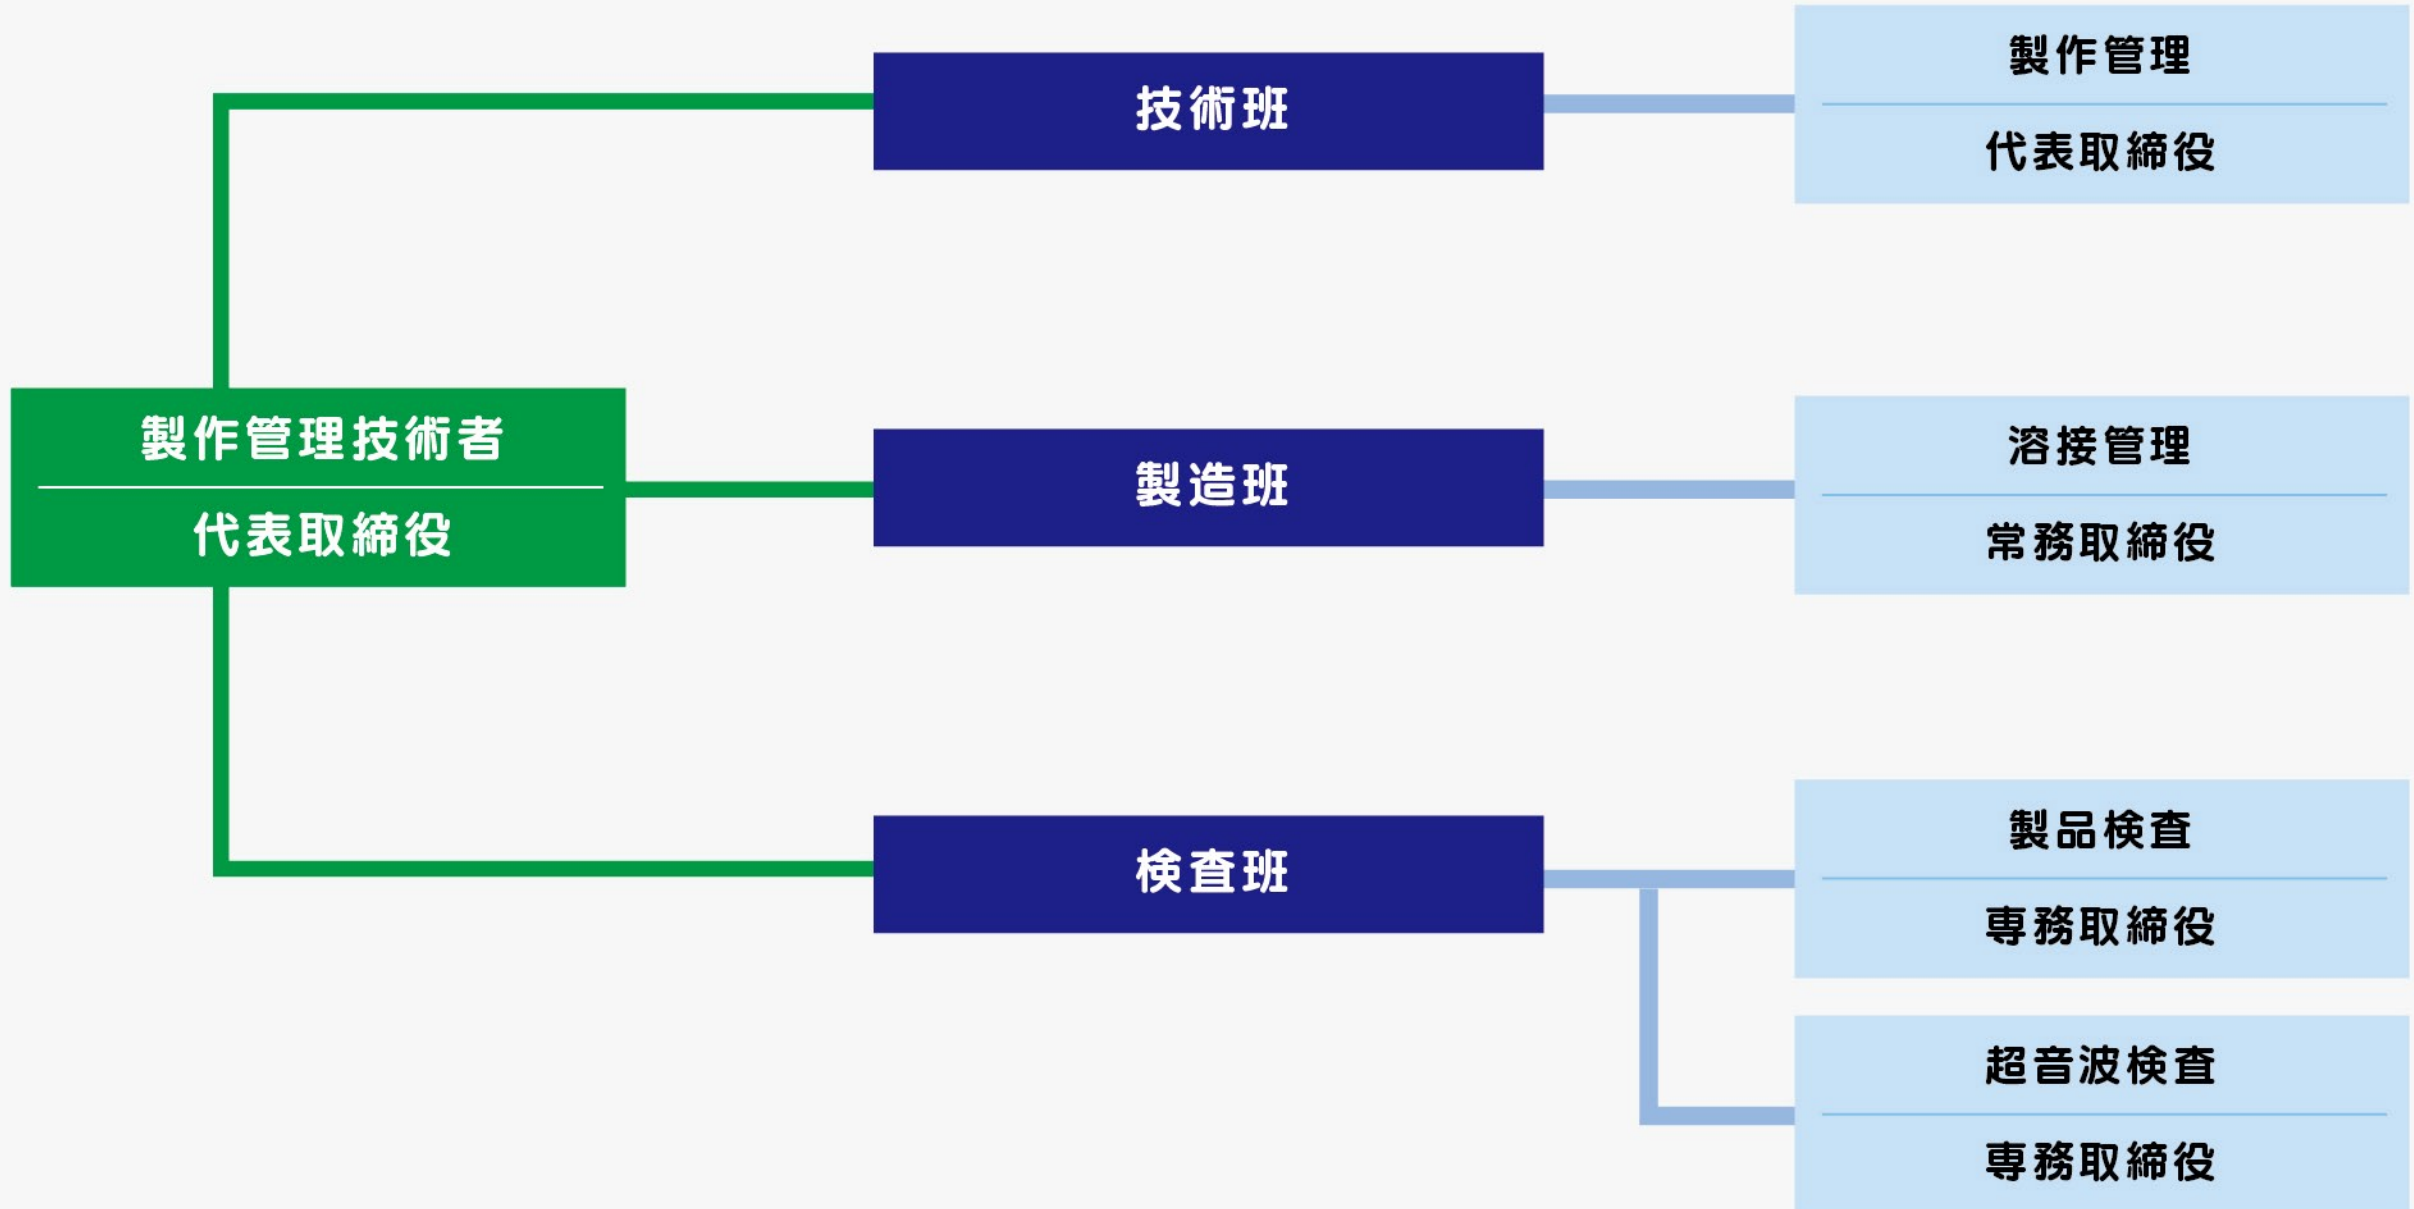 製作管理技術者
代表取締役
技術班
製作管理
代表取締役
製造班
溶接管理
常務取締役
検査班
製品検査
専務取締役
超音波検査
専務取締役